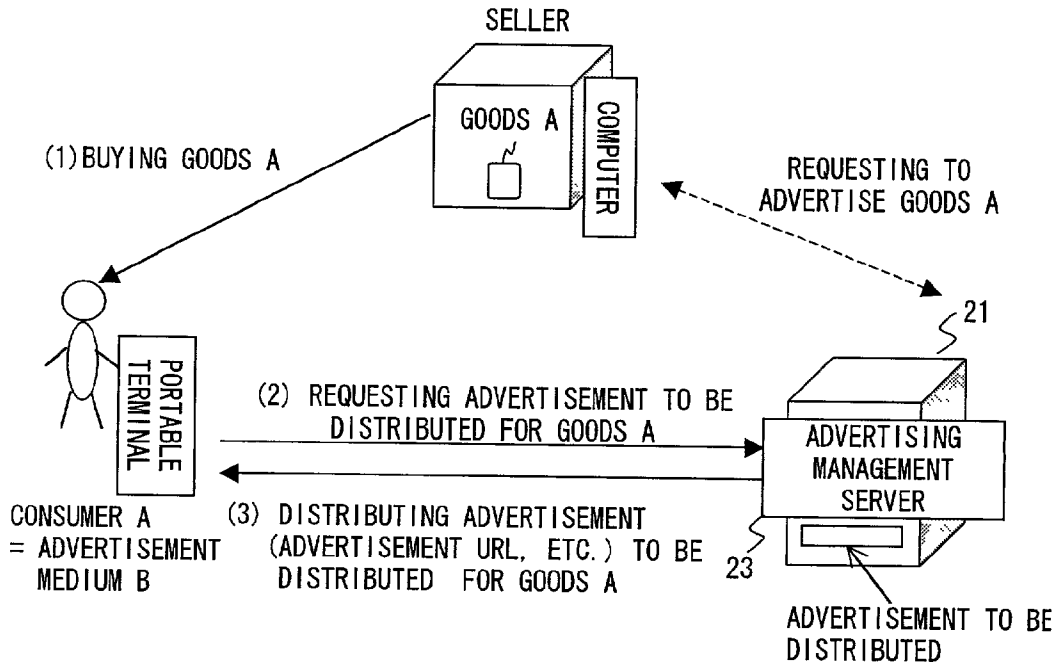 SELLER
GOODS A
COMPUTER
(1)BUYING GOODS A
REQUESTING TO
ADVERTISE GOODS A
21
PORTABLE
TERMINAL
(2) REQUESTING ADVERTISEMENT TO BE
DISTRIBUTED FOR GOODS A
ADVERTISING
MANAGEMENT
SERVER
CONSUMER A
= ADVERTISEMENT
MEDIUM B
(3) DISTRIBUTING ADVERTISEMENT
(ADVERTISEMENT URL, ETC.) TO BE
DISTRIBUTED FOR GOODS A
23
ADVERTISEMENT TO BE
DISTRIBUTED